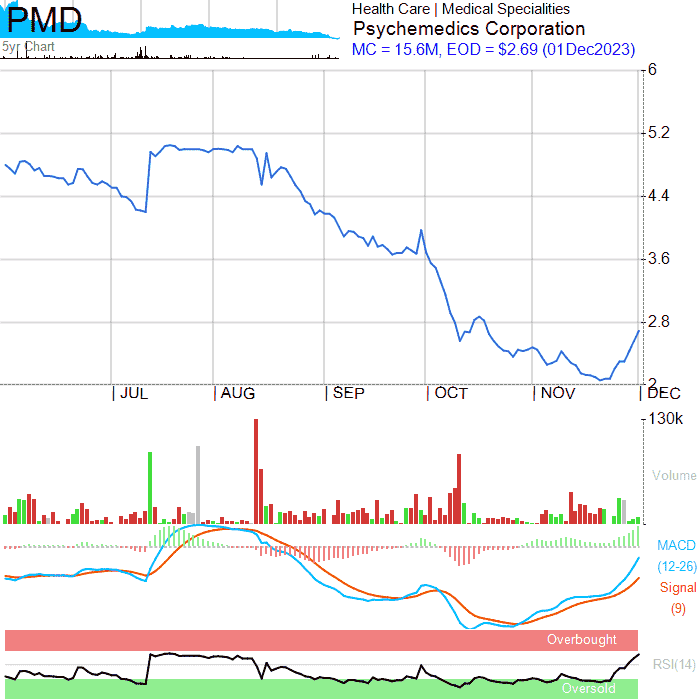 PMD
5yr Chart
Health Care | Medical Specialities
Psychemedics Corporation
MC = 15.6M, EOD = $2.69 (01Dec2023)
6
5.2
4.4
3.6
2.8
2
JUL AUG SEP OCT NOV DEC
130k
Volume
MACD
(12-26)
Signal
(9)
Overbought
RSI(14)
Oversold